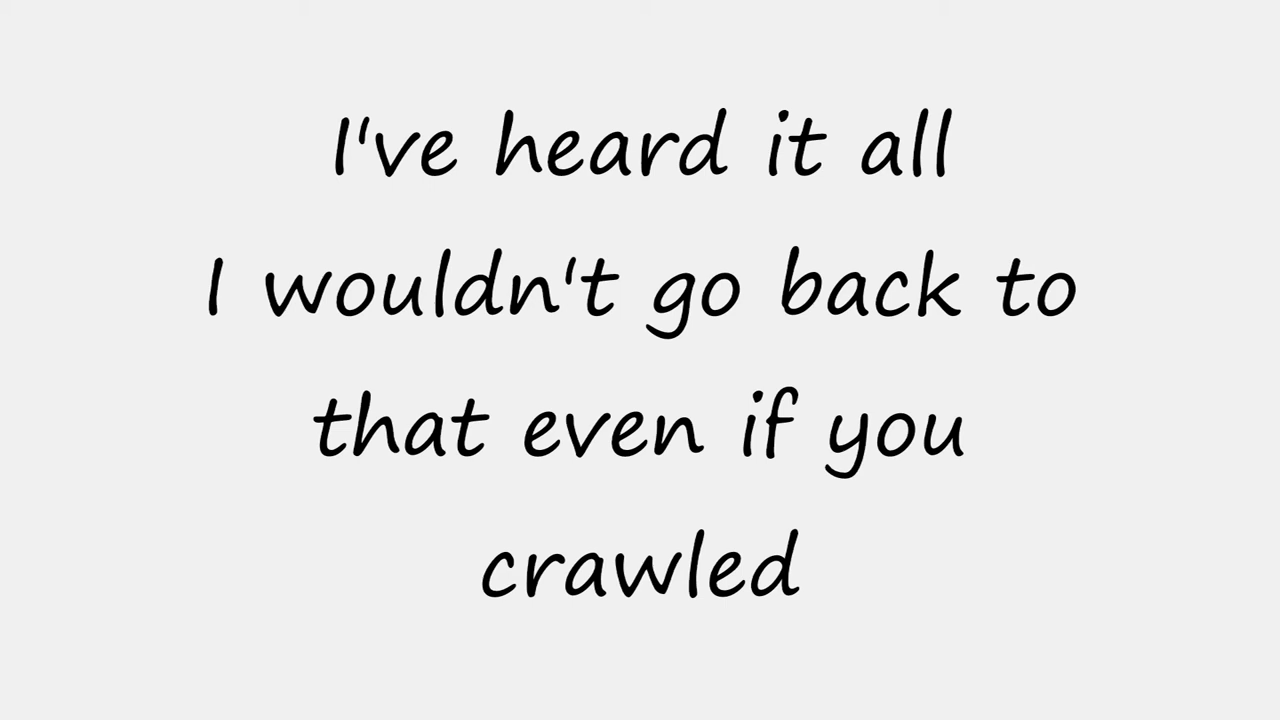 I've heard it all
I wouldn't go back to
that even if you
crawled